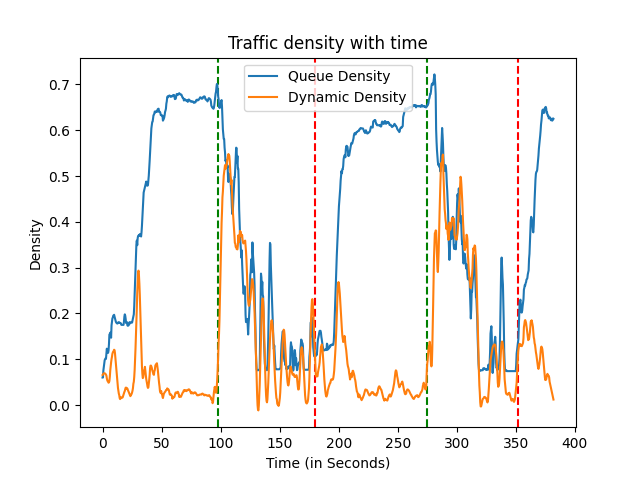 Traffic density with time
Queue Density
Dynamic Density
Density
0.7
0.6
0.5
0.4
0.3
0.2
0.1
0.0
0 50 100 150 200 250 300 350 400
Time (in Seconds)